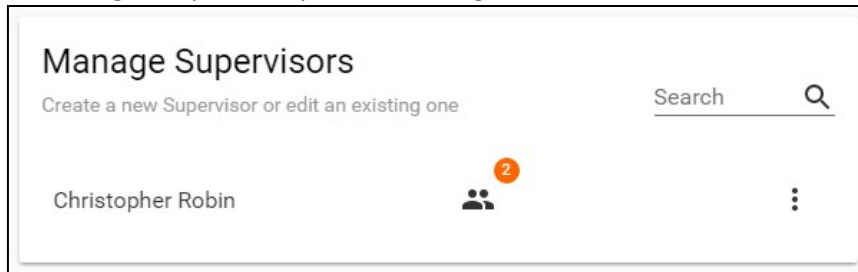 Manage Supervisors
Create a new Supervisor or edit an existing one
Search
2
Christopher Robin